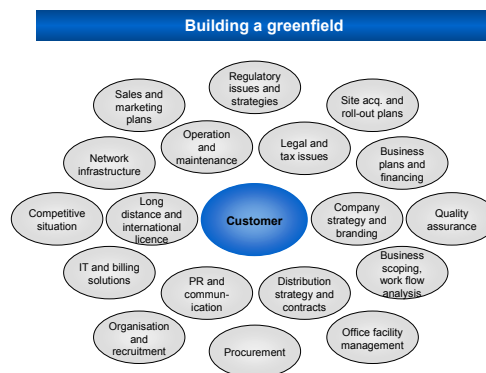 Building a greenfield
Regulatory
issues and
strategies
Sales and
marketing
plans
Site acq. and
roll-out plans
Operation
and
maintenance
Legal and
tax issues
Network
infrastructure
Business
plans and
financing
Competitive
situation
Long
distance and
international
licence
Customer
Company
strategy and
branding
Quality
assurance
IT and billing
solutions
PR and
commun-
ication
Distribution
strategy and
contracts
Business
scoping,
work flow
analysis
Organisation
and
recruitment
Procurement
Office facility
management